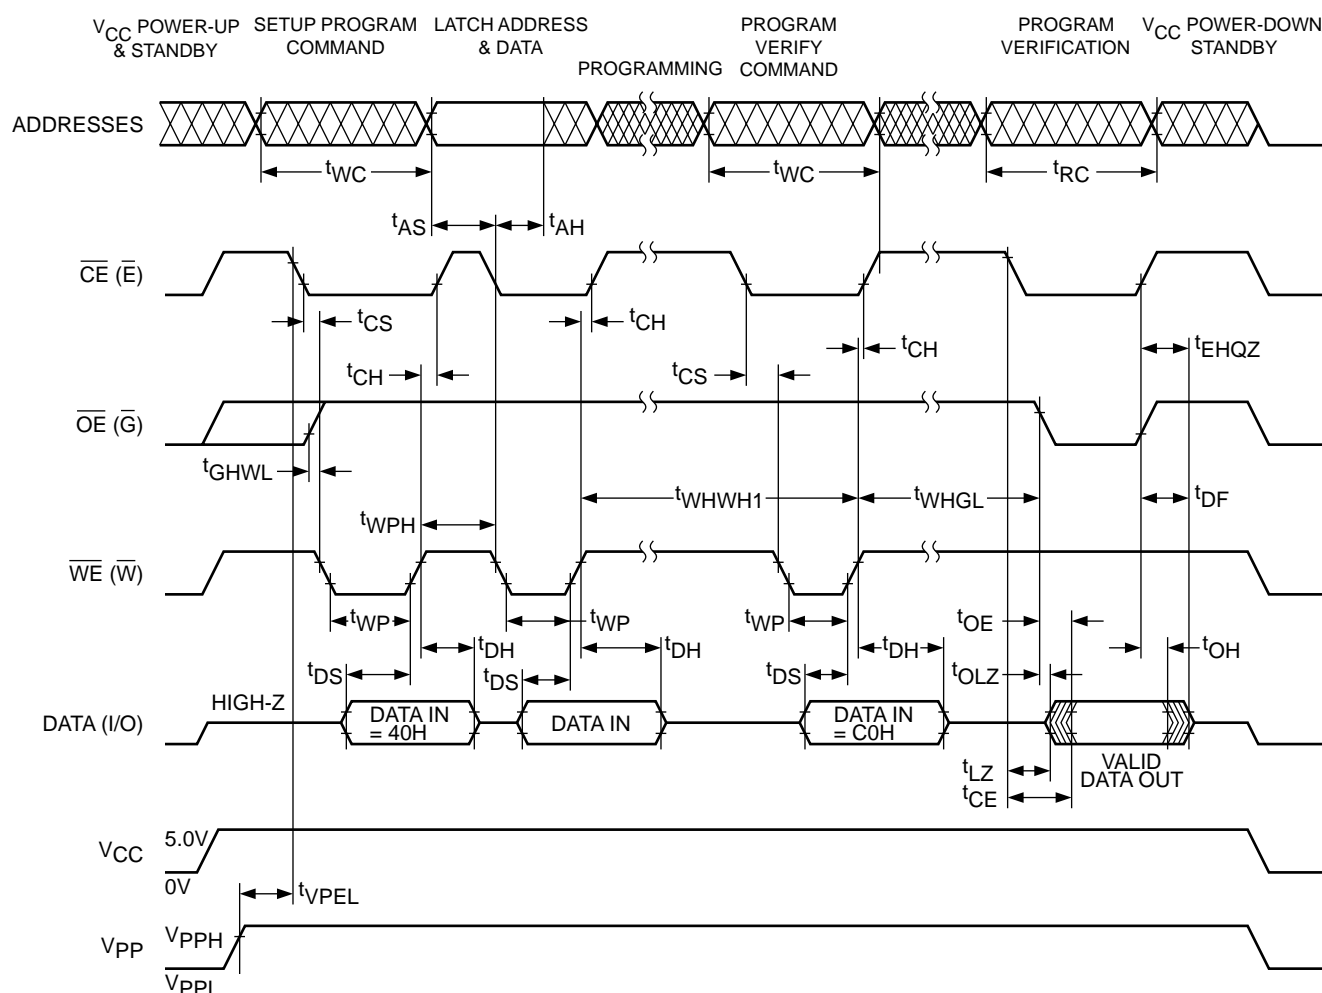 VCC POWER-UP & STANDBY
SETUP PROGRAM COMMAND
LATCH ADDRESS & DATA
PROGRAMMING
PROGRAM VERIFY COMMAND
PROGRAM VERIFICATION
VCC POWER-DOWN STANDBY
ADDRESSES
tWC
tWC
tRC
tAS
tAH
CE (E)
tCS
tCH
tCH
tEHQZ
tCH
tCS
OE (G)
tGHWL
tWHWH1
tWHGL
tDF
tWPH
WE (W)
tWP
tWP
tWP
tOE
tDH
tDH
tDH
tOH
tDS
tDS
tDS
tOLZ
HIGH-Z
DATA (I/O)
DATA IN = 40H
DATA IN
DATA IN = C0H
VALID DATA OUT
tLZ
tCE
5.0V
VCC
0V
tVPEL
VPPH
VPP
VPPL